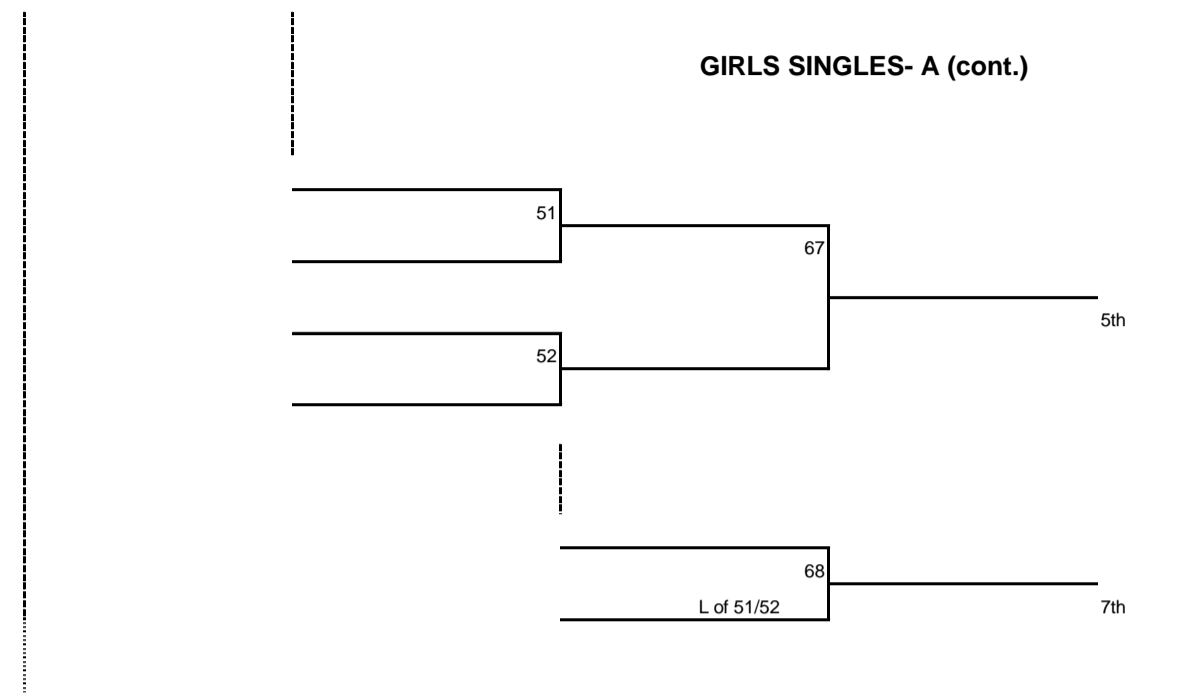 GIRLS SINGLES- A (cont.)
51
67
5th
52
68
L of 51/52
7th